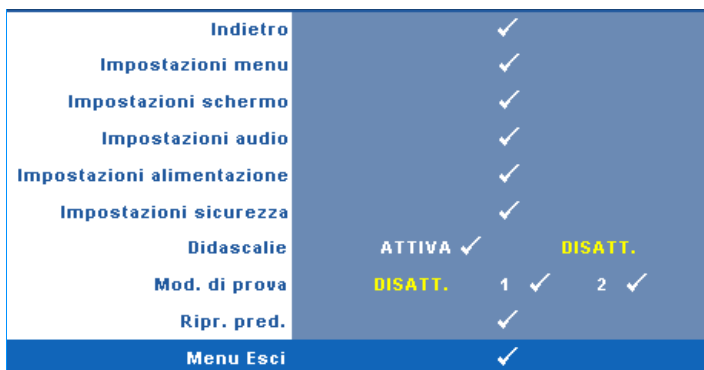 Indietro ✓
Impostazioni menu ✓
Impostazioni schermo ✓
Impostazioni audio ✓
Impostazioni alimentazione ✓
Impostazioni sicurezza ✓
Didascalie ATTIVA ✓ DISATT.
Mod. di prova DISATT. 1 ✓ 2 ✓
Ripr. pred. ✓
Menu Esci ✓